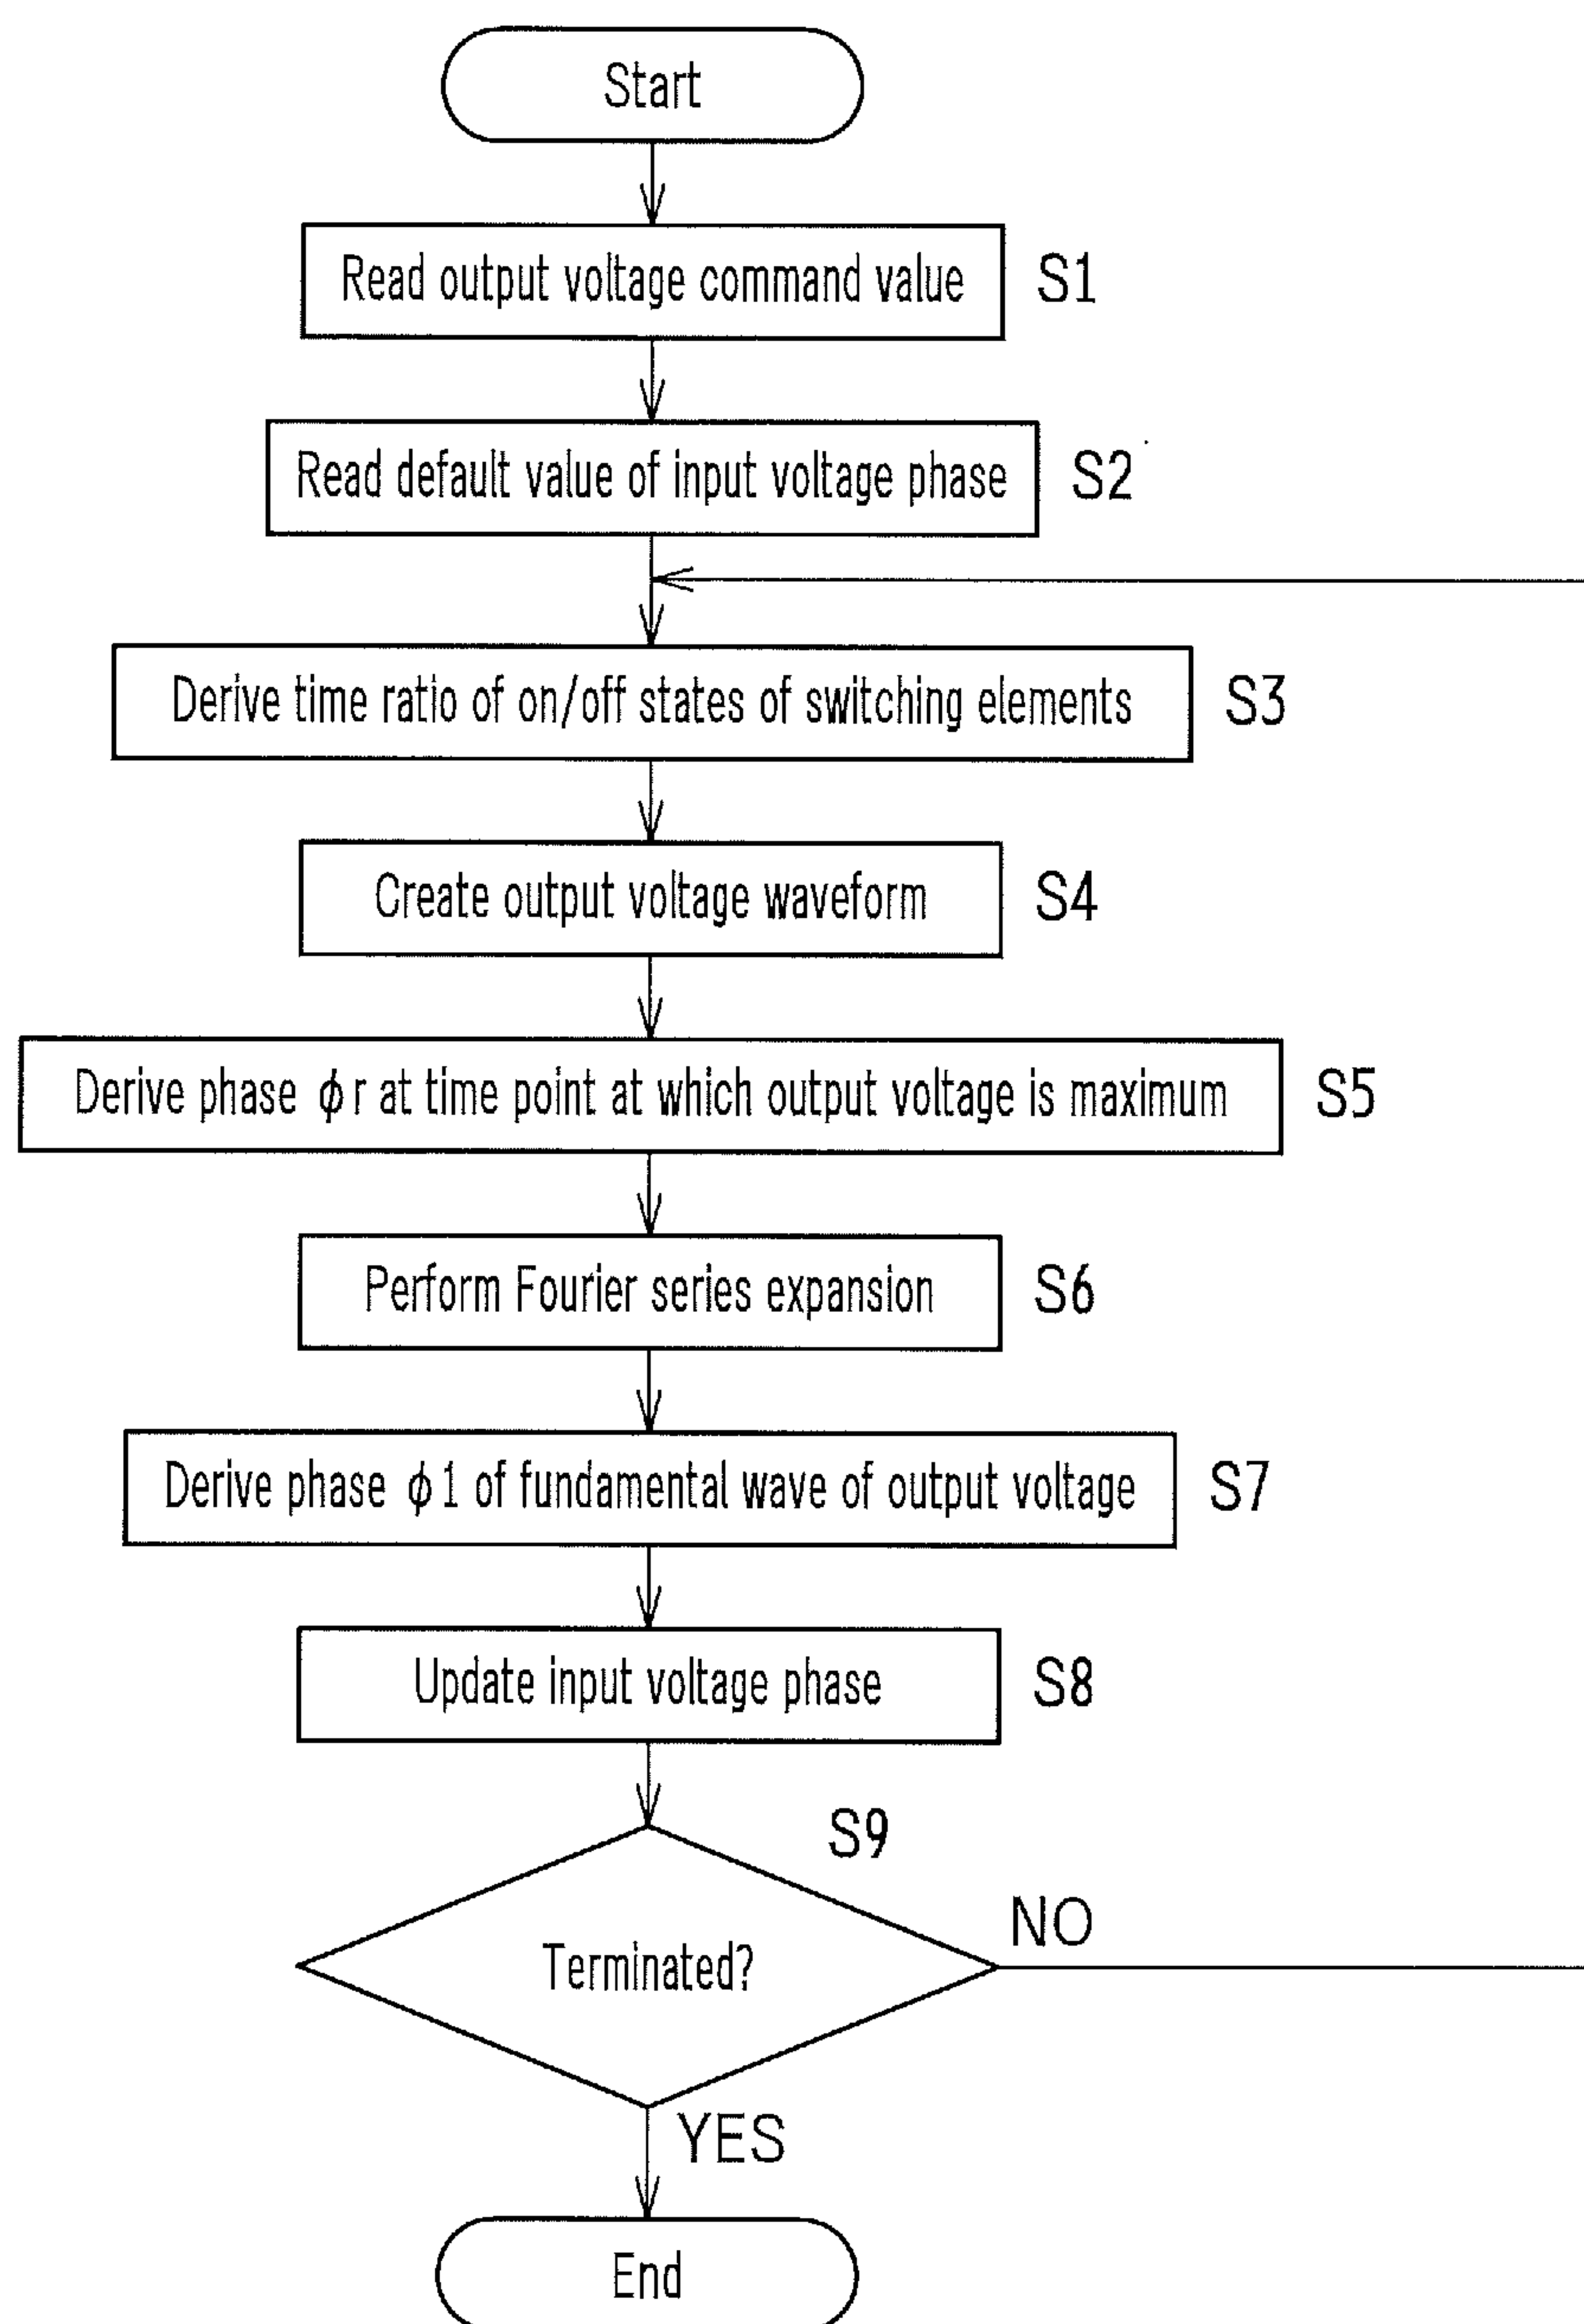 Start
Read output voltage command value S1
Read default value of input voltage phase S2
Derive time ratio of on/off states of switching elements S3
Create output voltage waveform S4
Derive phase ϕr at time point at which output voltage is maximum S5
Perform Fourier series expansion S6
Derive phase ϕ1 of fundamental wave of output voltage S7
Update input voltage phase S8
S9
NO
Terminated?
YES
End